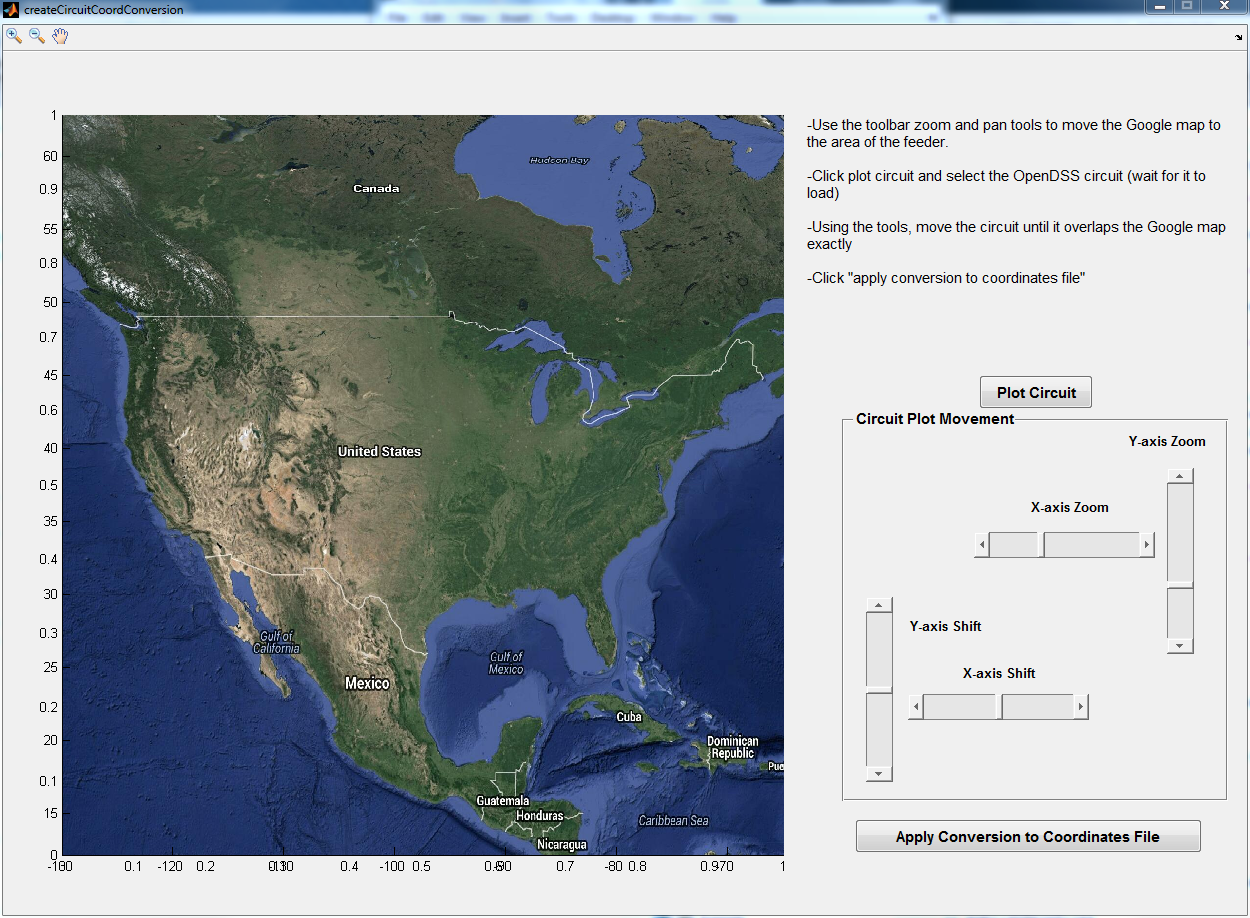 createCircuitCoordConversion
-Use the toolbar zoom and pan tools to move the Google map to
the area of the feeder.
-Click plot circuit and select the OpenDSS circuit (wait for it to
load)
-Using the tools, move the circuit until it overlaps the Google map
exactly
-Click "apply conversion to coordinates file"
1
60
0.9
55
0.8
50
0.7
45
0.6
40
0.5
35
0.4
30
0.3
25
0.2
20
0.1
15
0
Hudson Bay
Canada
United States
Gulf of
California
Gulf of
Mexico
Mexico
Cuba
Dominican
Republic
Pue
Guatemala
Honduras
Caribbean Sea
Nicaragua
0.1 -120 0.2 0.4 -100 0.5 0.7 -80 0.8 0.9 70 1
Plot Circuit
Circuit Plot Movement
Y-axis Zoom
X-axis Zoom
Y-axis Shift
X-axis Shift
Apply Conversion to Coordinates File